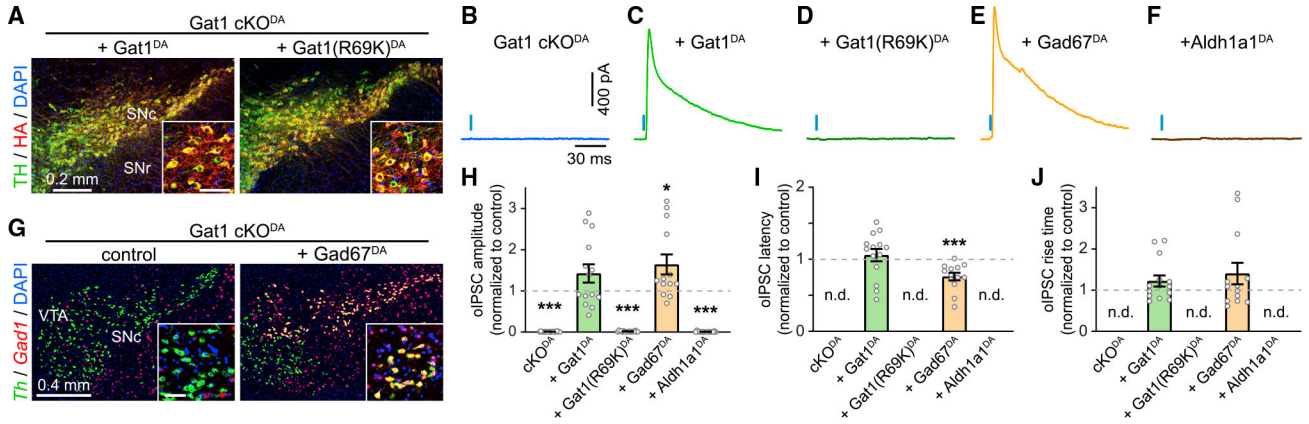 A
Gat1 cKO^DA
+ Gat1^DA
+ Gat1(R69K)^DA
TH / HA / DAPI
SNc
SNr
0.2 mm
B
Gat1 cKO^DA
400 pA
30 ms
C
+ Gat1^DA
D
+ Gat1(R69K)^DA
E
+ Gad67^DA
F
+Aldh1a1^DA
G
Gat1 cKO^DA
control
+ Gad67^DA
Th / Gad1 / DAPI
VTA
SNc
0.4 mm
H
oIPSC amplitude
(normalized to control)
3
2
1
0
***
***
*
***
cKO^DA
+ Gat1^DA
+ Gat1(R69K)^DA
+ Gad67^DA
+ Aldh1a1^DA
I
oIPSC latency
(normalized to control)
2
1
0
n.d.
n.d.
***
n.d.
cKO^DA
+ Gat1^DA
+ Gat1(R69K)^DA
+ Gad67^DA
+ Aldh1a1^DA
J
oIPSC rise time
(normalized to control)
3
2
1
0
n.d.
n.d.
n.d.
cKO^DA
+ Gat1^DA
+ Gat1(R69K)^DA
+ Gad67^DA
+ Aldh1a1^DA